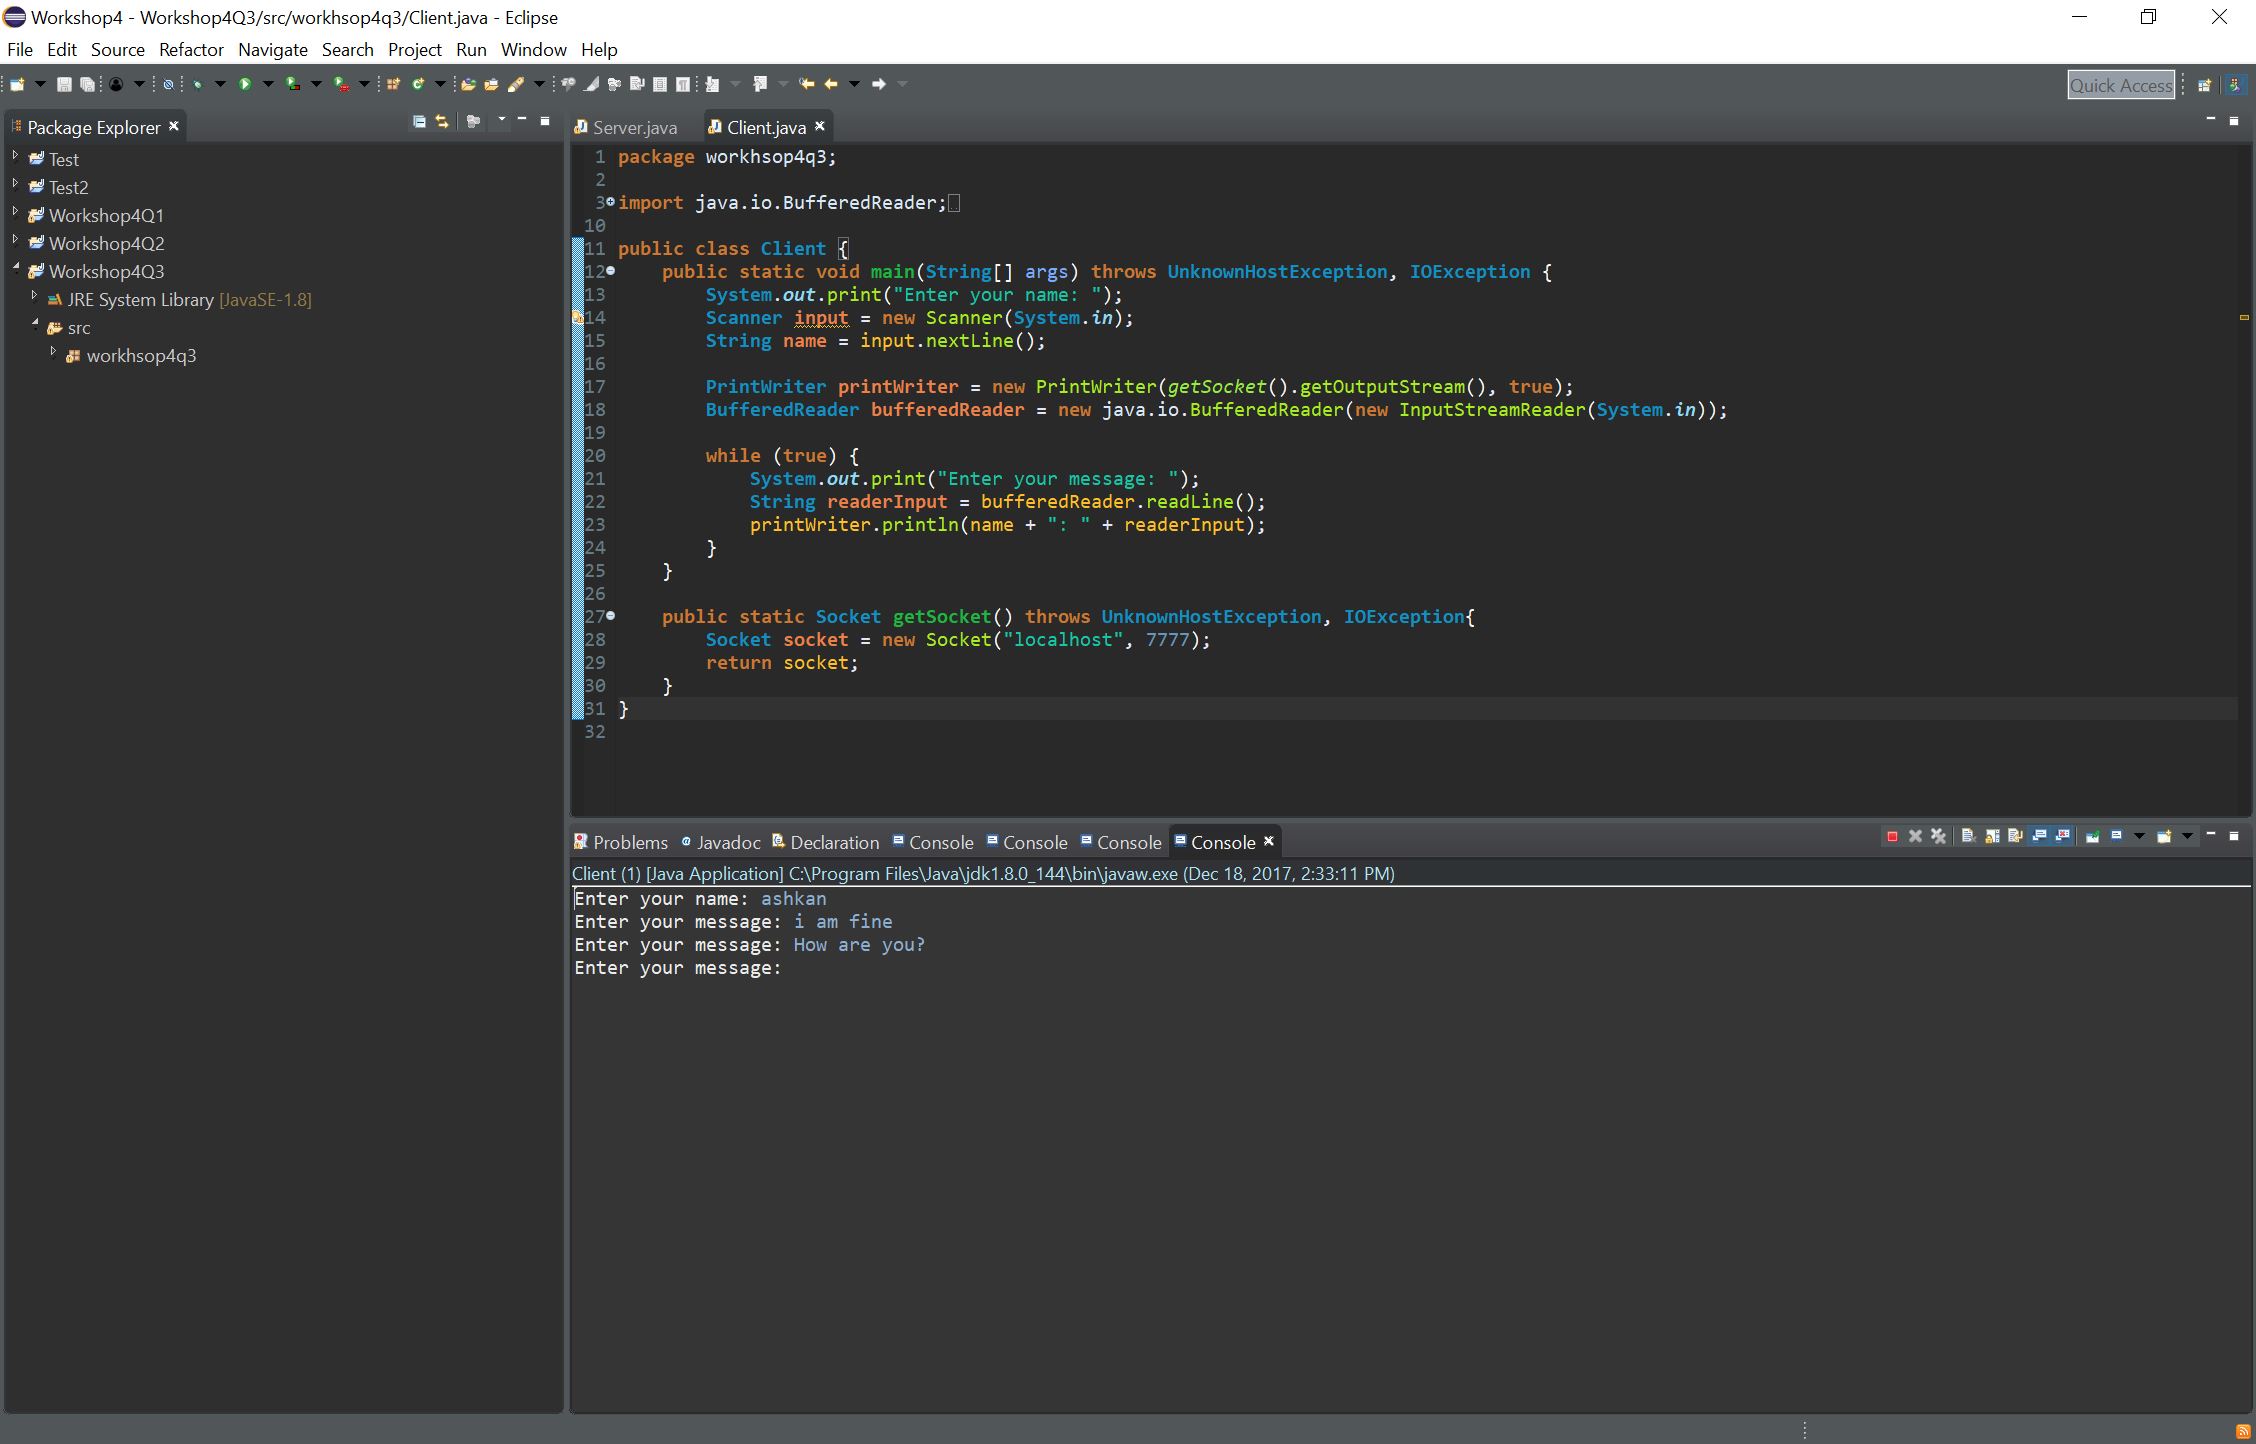 Workshop4 - Workshop4Q3/src/workhsop4q3/Client.java - Eclipse
File Edit Source Refactor Navigate Search Project Run Window Help
Quick Access
Package Explorer
Test
Test2
Workshop4Q1
Workshop4Q2
Workshop4Q3
JRE System Library [JavaSE-1.8]
src
workhsop4q3
Server.java Client.java
1 package workhsop4q3;
2
3 import java.io.BufferedReader;
10
11 public class Client {
12 public static void main(String[] args) throws UnknownHostException, IOException {
13 System.out.print("Enter your name: ");
14 Scanner input = new Scanner(System.in);
15 String name = input.nextLine();
16
17 PrintWriter printWriter = new PrintWriter(getSocket().getOutputStream(), true);
18 BufferedReader bufferedReader = new java.io.BufferedReader(new InputStreamReader(System.in));
19
20 while (true) {
21 System.out.print("Enter your message: ");
22 String readerInput = bufferedReader.readLine();
23 printWriter.println(name + ": " + readerInput);
24 }
25 }
26
27 public static Socket getSocket() throws UnknownHostException, IOException{
28 Socket socket = new Socket("localhost", 7777);
29 return socket;
30 }
31 }
32
Problems Javadoc Declaration Console Console Console Console
Client (1) [Java Application] C:\Program Files\Java\jdk1.8.0_144\bin\javaw.exe (Dec 18, 2017, 2:33:11 PM)
Enter your name: ashkan
Enter your message: i am fine
Enter your message: How are you?
Enter your message: